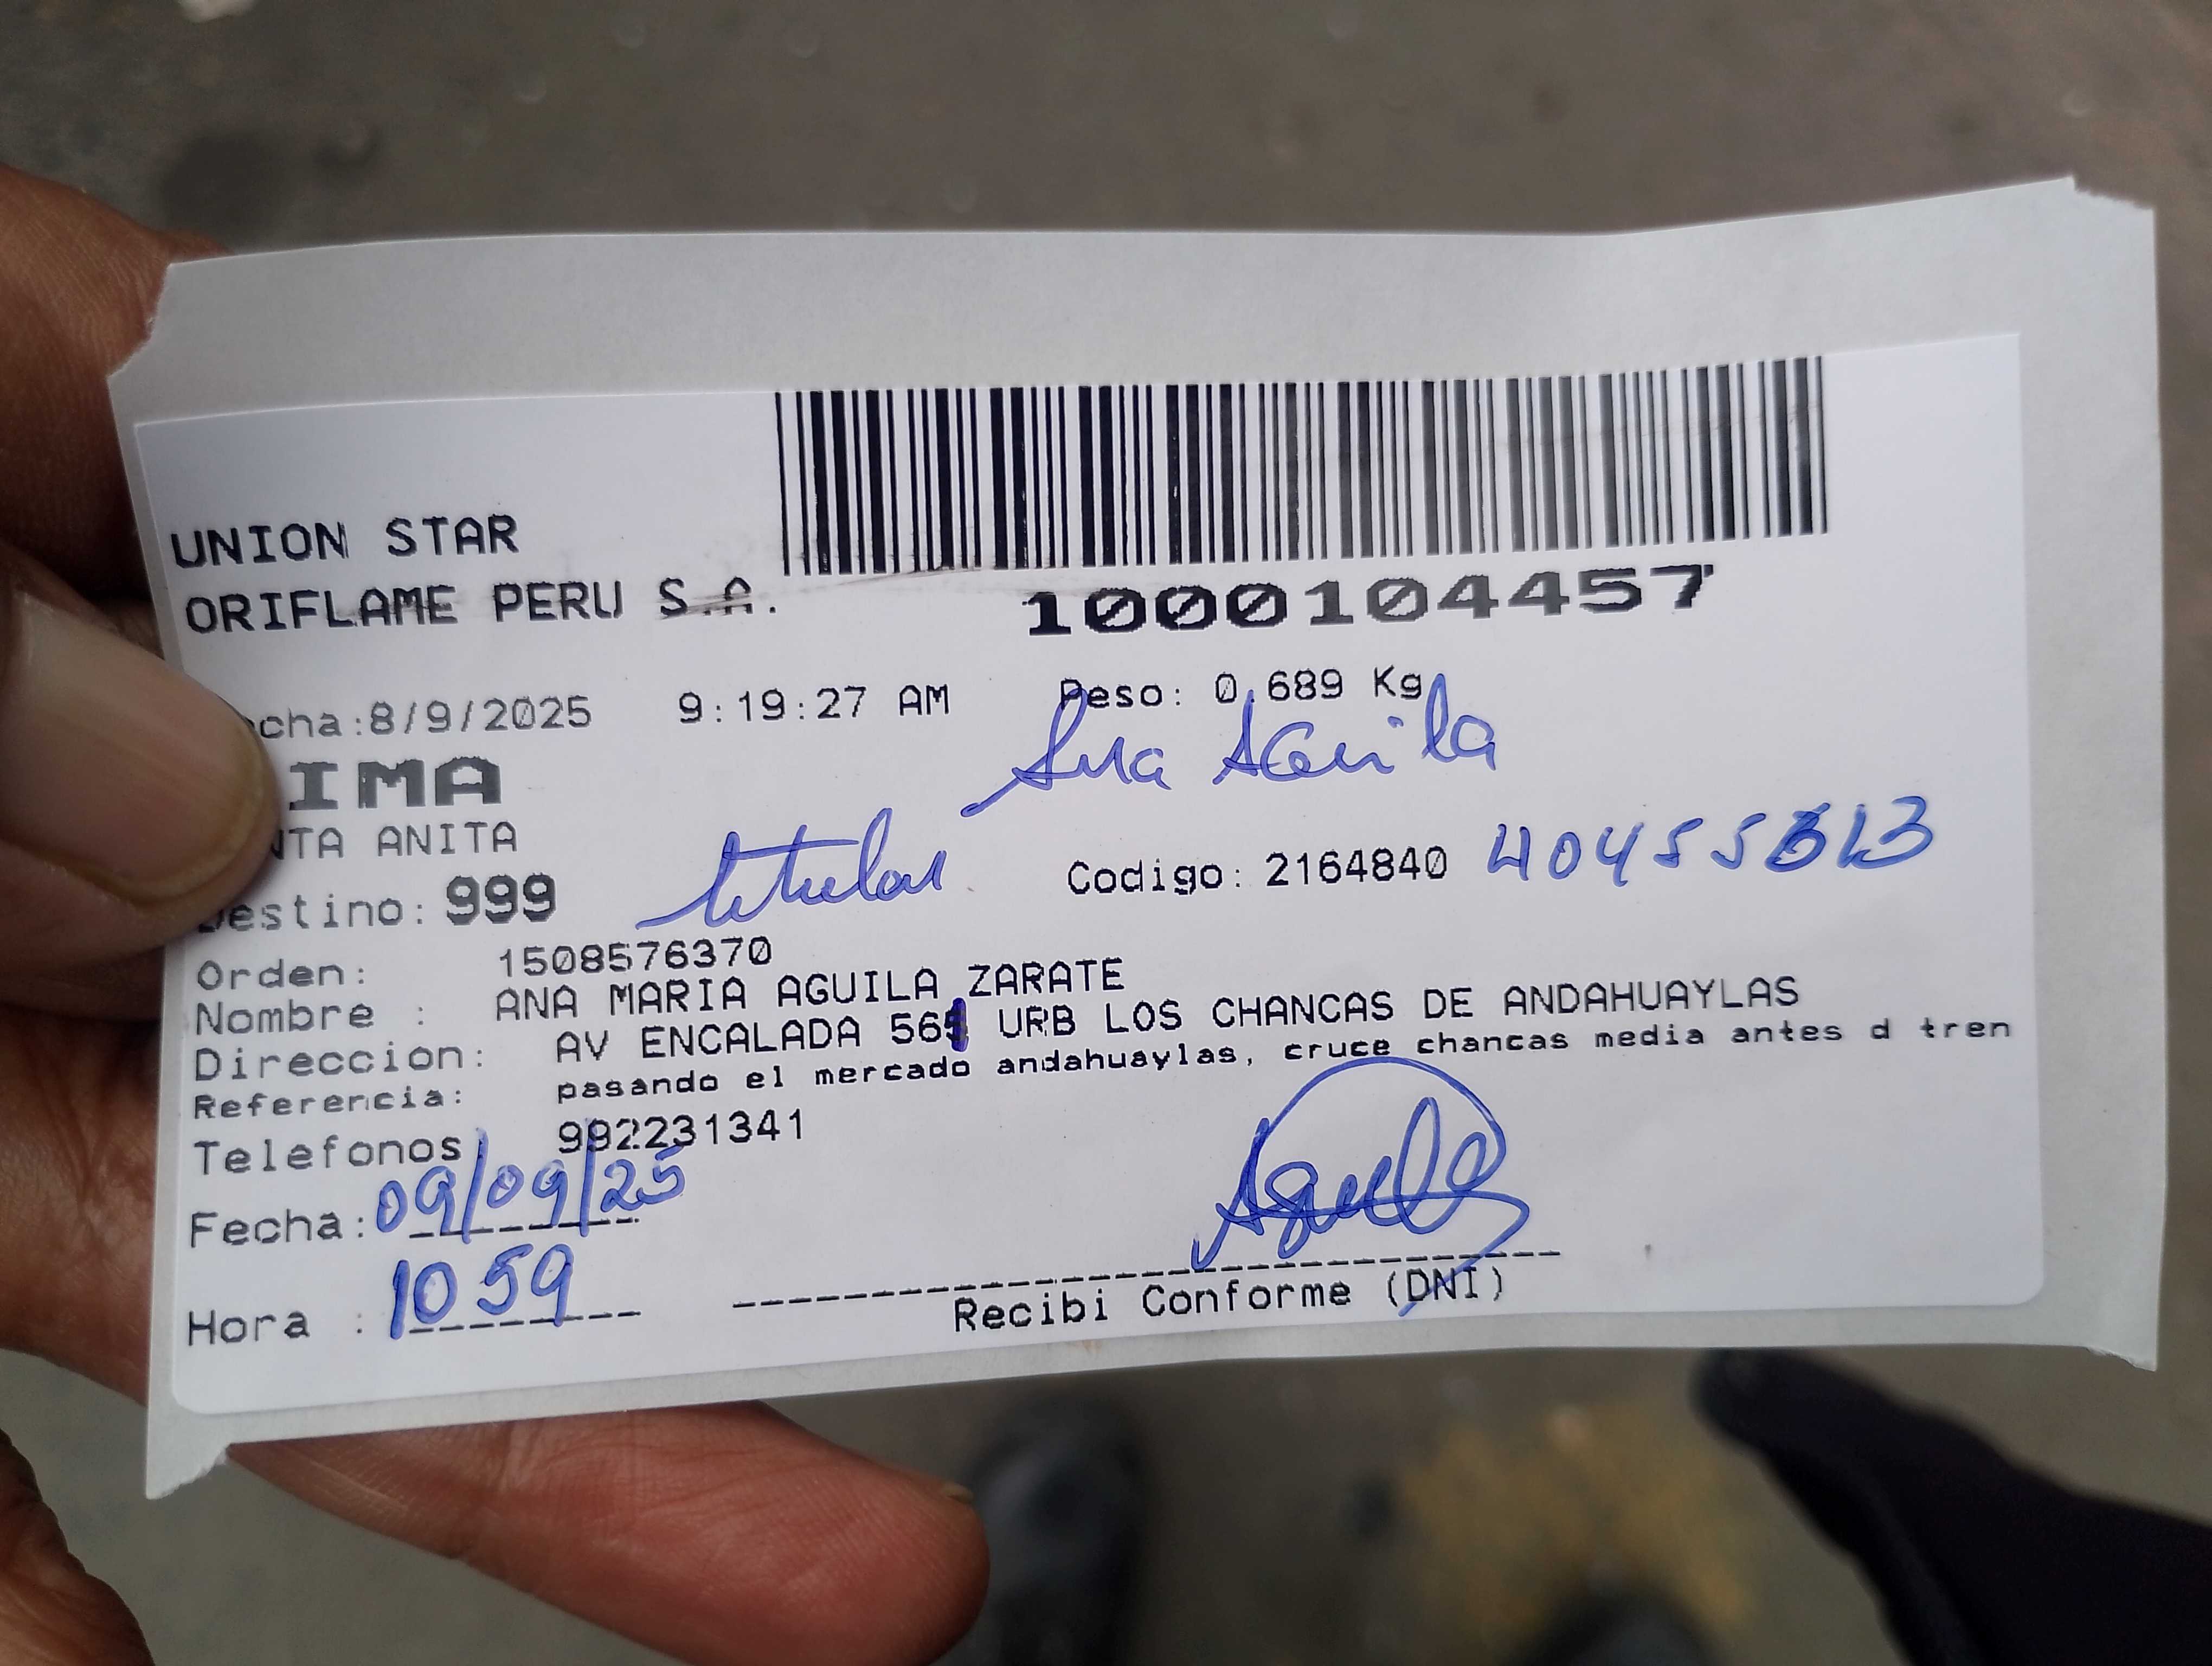 UNION STAR
ORIFLAME PERU S.A.
1000104457
echa:8/9/2025 9:19:27 AM Peso: 0.689 Kg
Ana Aguila
IMA
NTA ANITA
Destino: 999
titular
Codigo: 2164840
Orden: 1508576370
Nombre : ANA MARIA AGUILA ZARATE
Direccion: AV ENCALADA URB LOS CHANCAS DE ANDAHUAYLAS
Referencia: pasando el mercado andahuaylas, cruce chancas media antes d tren
Telefonos 992231341
Fecha: 09/09/25
Hora : 10 59
Aguila
Recibi Conforme (DNI)